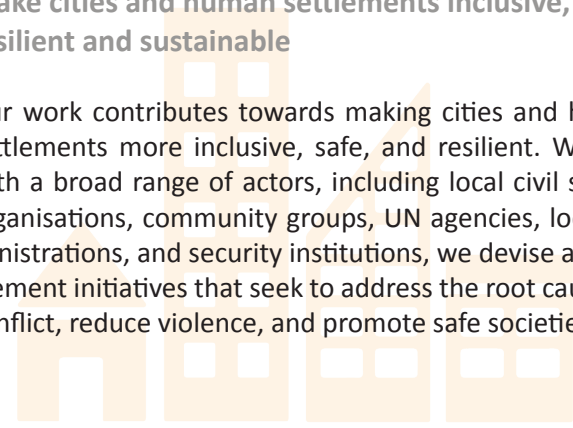 ake cities and human settlements inclusive,
silient and sustainable
ur work contributes towards making cities and h
ttlements more inclusive, safe, and resilient. W
th a broad range of actors, including local civil s
ganisations, community groups, UN agencies, lo
inistrations, and security institutions, we devise a
ement initiatives that seek to address the root cau
nflict, reduce violence, and promote safe societie